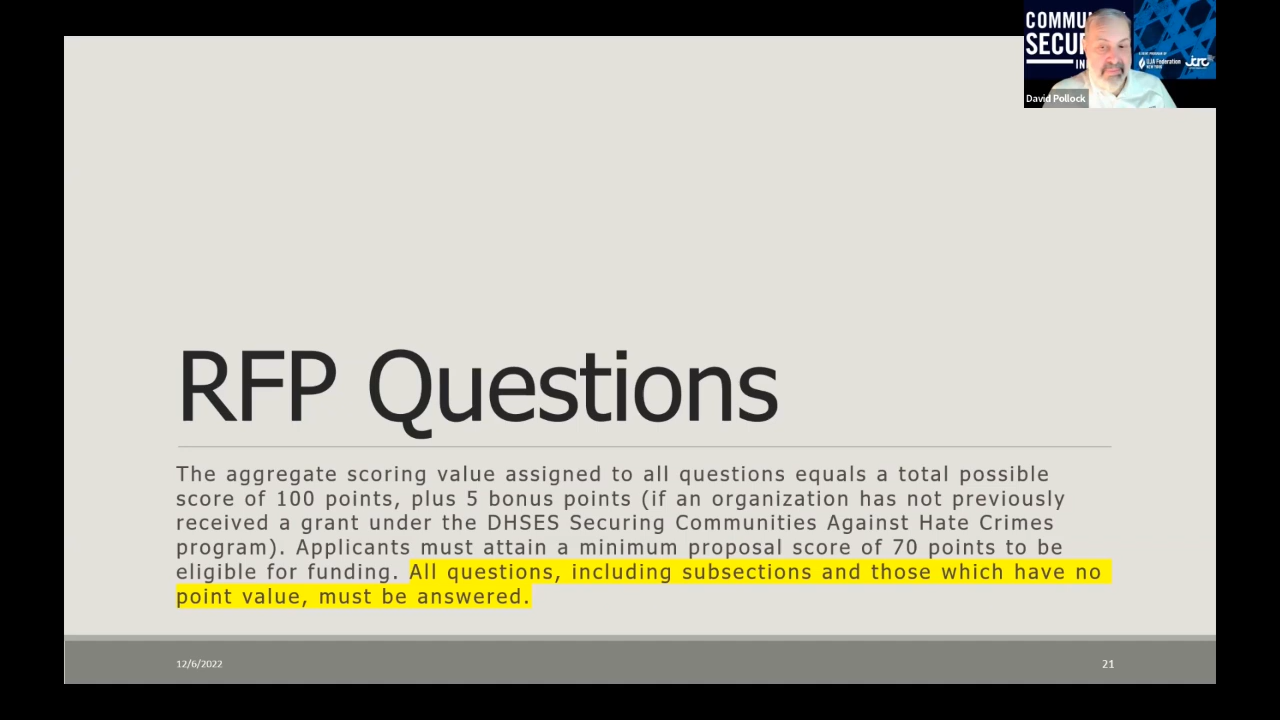 COMMU
SECU
IN
UJA Federation
NEW YORK
jcrc
David Pollock
RFP Questions
The aggregate scoring value assigned to all questions equals a total possible
score of 100 points, plus 5 bonus points (if an organization has not previously
received a grant under the DHSES Securing Communities Against Hate Crimes
program). Applicants must attain a minimum proposal score of 70 points to be
eligible for funding. All questions, including subsections and those which have no
point value, must be answered.
12/6/2022
21